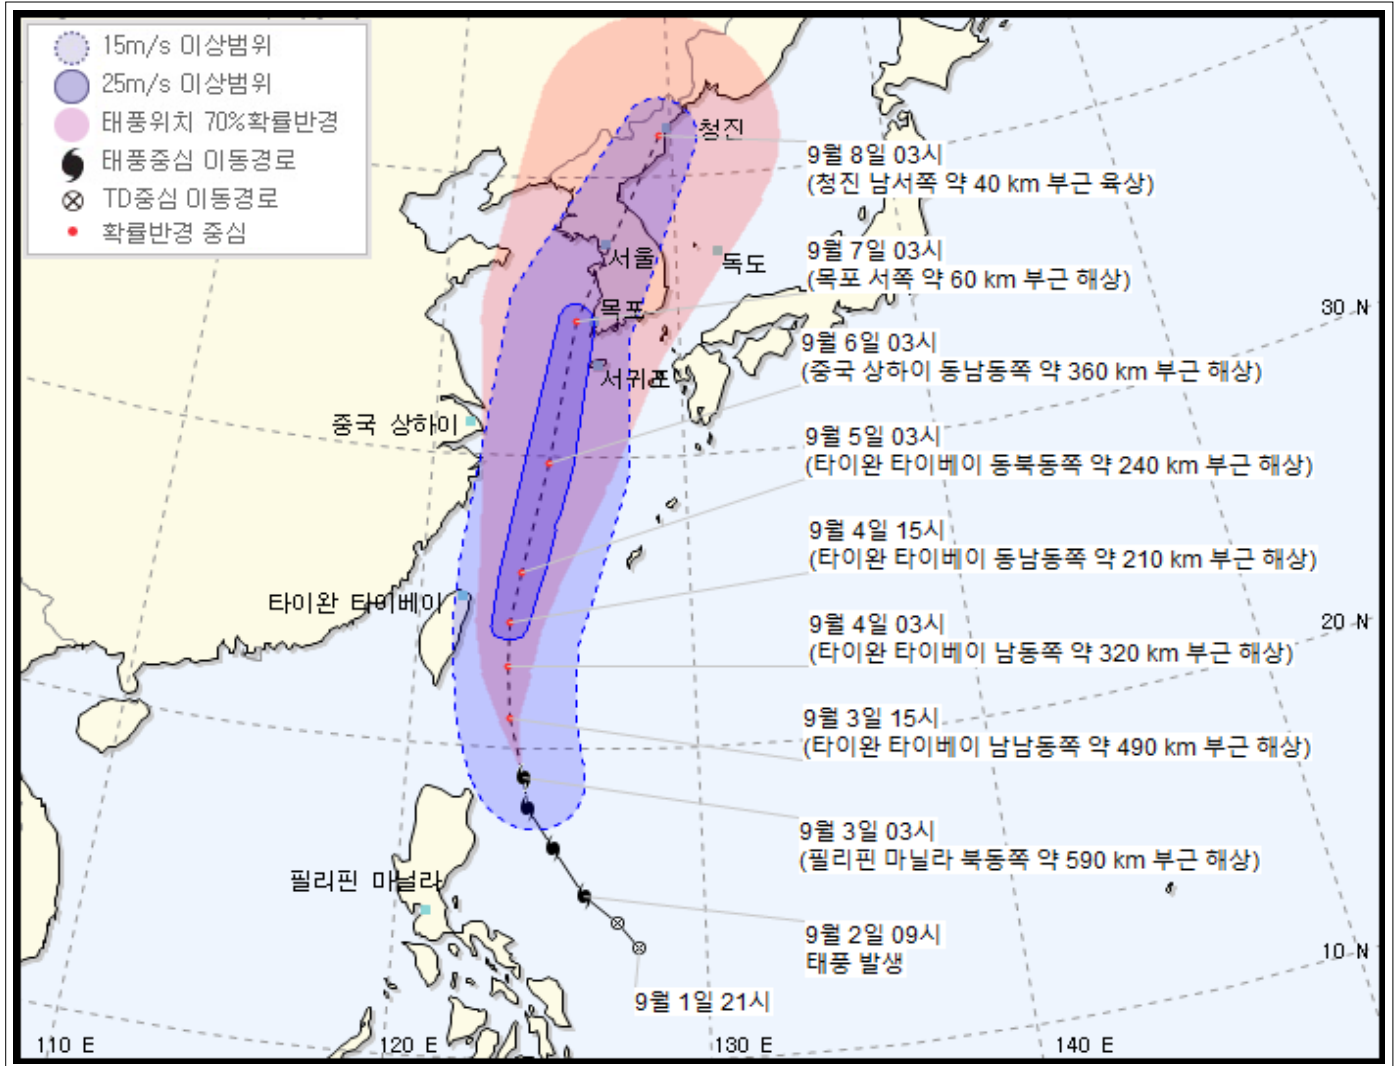 15m/s 이상범위
25m/s 이상범위
태풍위치 70%확률반경
태풍중심 이동경로
TD중심 이동경로
확률반경 중심
청진
9월 8일 03시
(청진 남서쪽 약 40 km 부근 육상)
서울
독도
9월 7일 03시
(목포 서쪽 약 60 km 부근 해상)
목포
30 N
9월 6일 03시
(중국 상하이 동남동쪽 약 360 km 부근 해상)
서귀포
중국 상하이
9월 5일 03시
(타이완 타이베이 동북동쪽 약 240 km 부근 해상)
9월 4일 15시
(타이완 타이베이 동남동쪽 약 210 km 부근 해상)
타이완 타이베이
20 N
9월 4일 03시
(타이완 타이베이 남동쪽 약 320 km 부근 해상)
9월 3일 15시
(타이완 타이베이 남남동쪽 약 490 km 부근 해상)
9월 3일 03시
(필리핀 마닐라 북동쪽 약 590 km 부근 해상)
필리핀 마닐라
9월 2일 09시
태풍 발생
10 N
9월 1일 21시
110 E
120 E
130 E
140 E